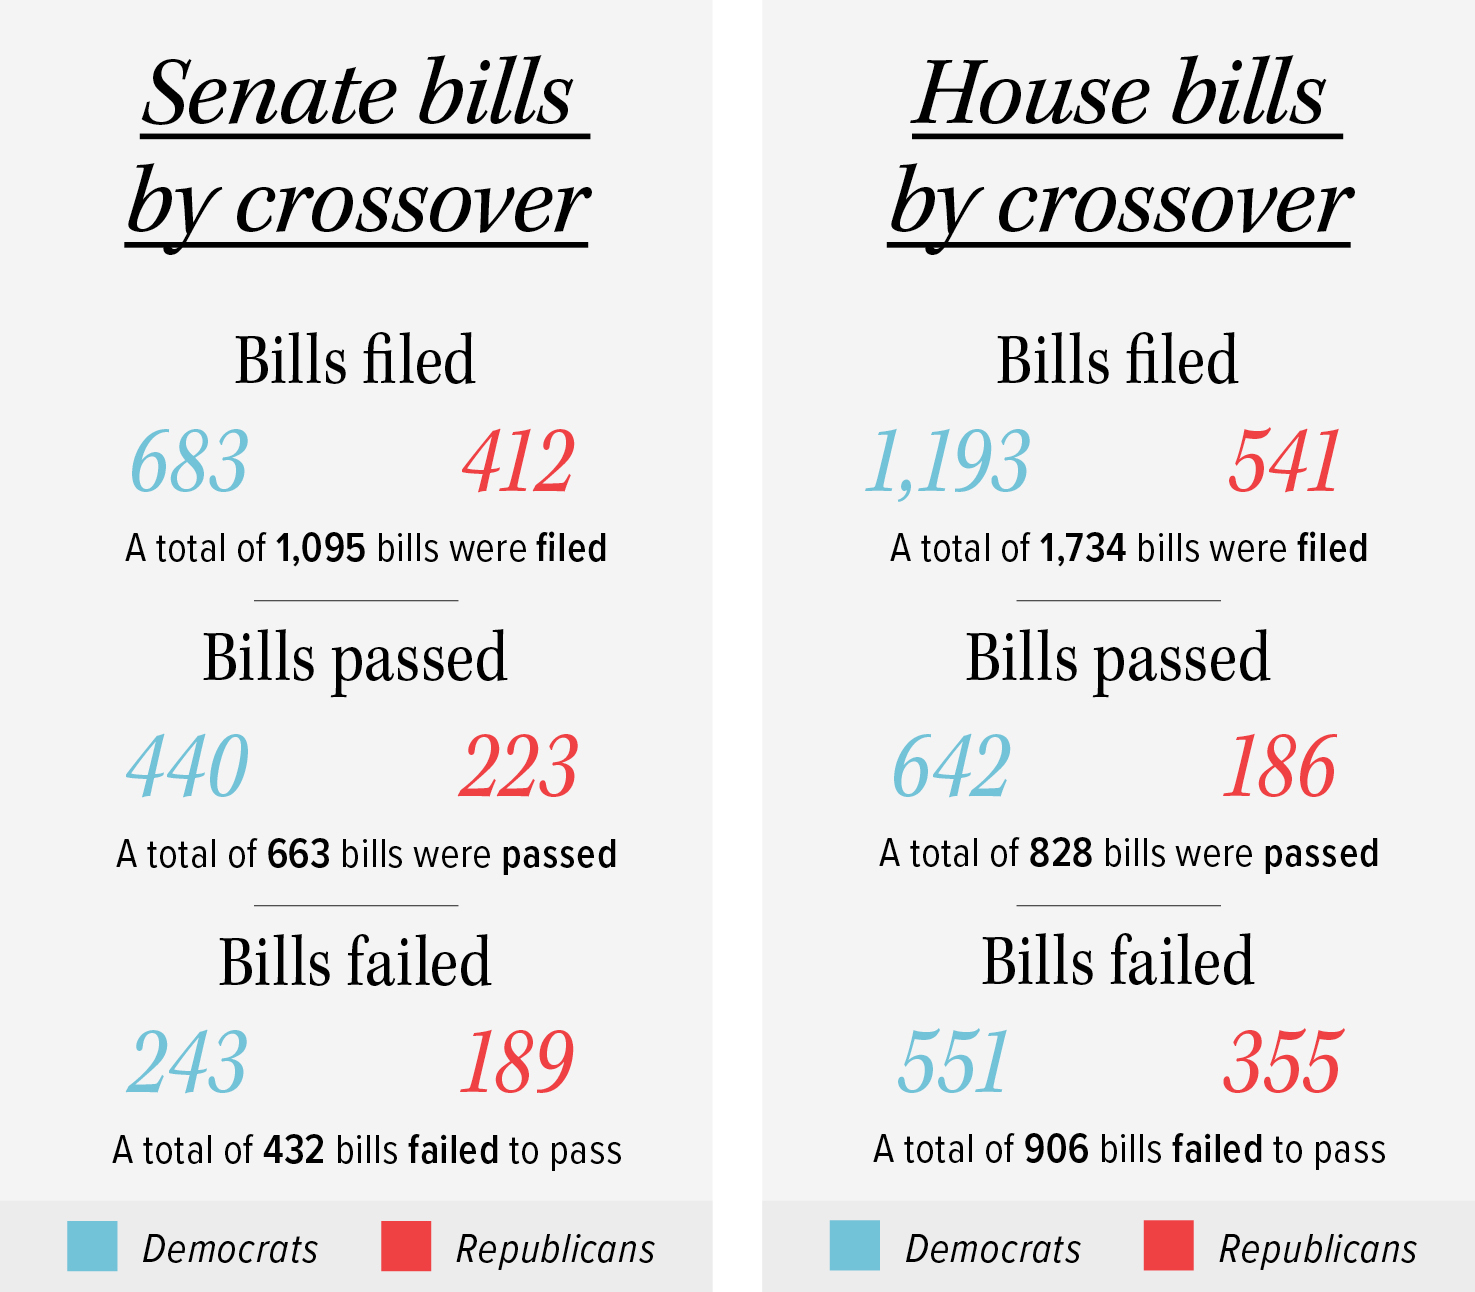 Senate bills
by crossover
Bills filed
683 412
A total of 1,095 bills were filed
Bills passed
440 223
A total of 663 bills were passed
Bills failed
243 189
A total of 432 bills failed to pass
Democrats Republicans
House bills
by crossover
Bills filed
1,193 541
A total of 1,734 bills were filed
Bills passed
642 186
A total of 828 bills were passed
Bills failed
551 355
A total of 906 bills failed to pass
Democrats Republicans